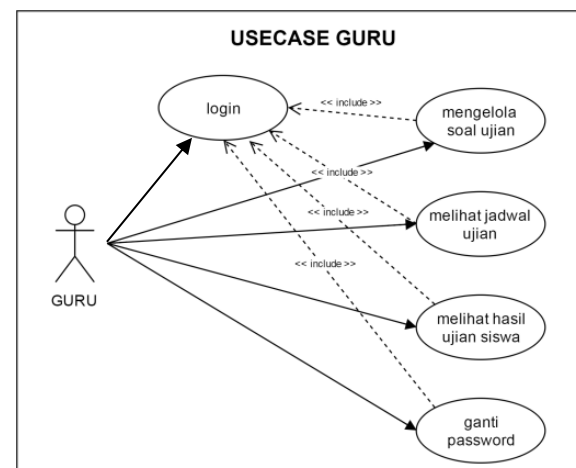 USECASE GURU
login
<< include >>
mengelola
soal ujian
<< include >>
melihat jadwal
ujian
<< include >>
<< include >>
GURU
melihat hasil
ujian siswa
ganti
password